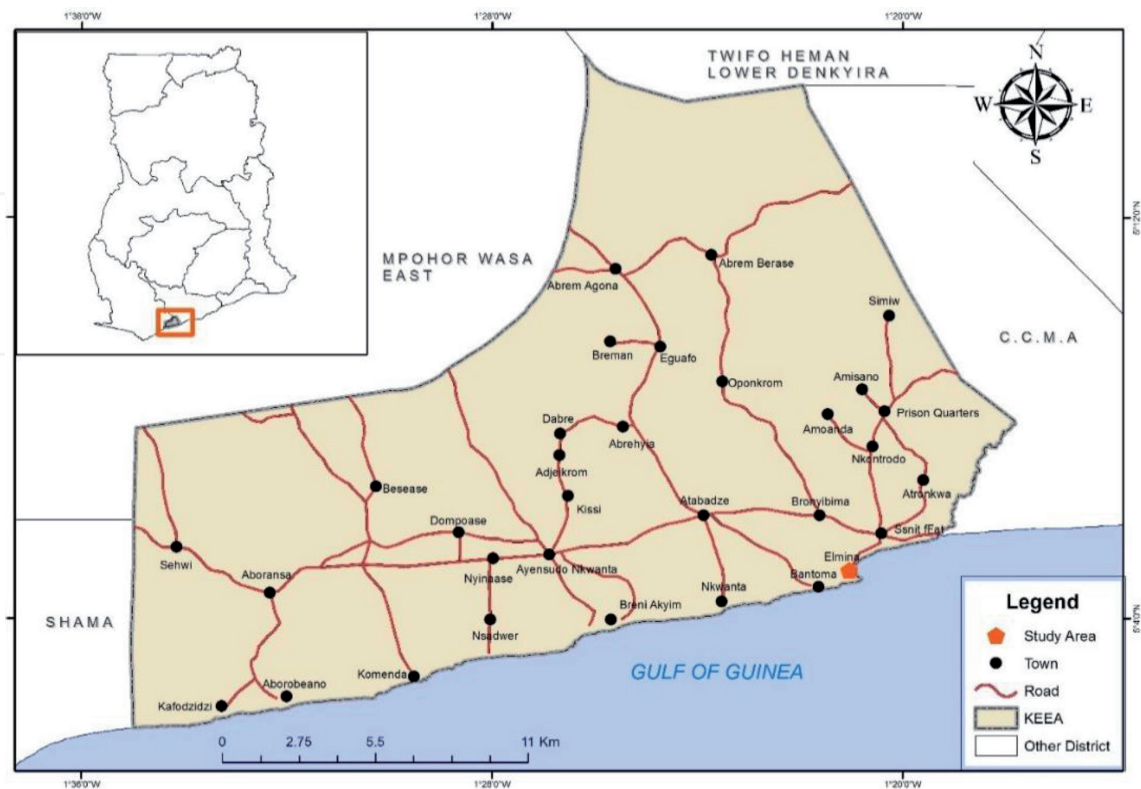 1°36'0"W
1°28'0"W
1°20'0"W
TWIFO HEMAN
LOWER DENKYIRA
N
W
E
S
5°12'0"N
MPOHOR WASA
EAST
Abrem Berase
Abrem Agona
Simiw
C.C.M.A
Breman
Eguafo
Amisano
Oponkrom
Prison Quarters
Dabre
Amoanda
Abrehyia
Nkontrodo
Adjeikrom
Besease
Atronkwa
Kissi
Atabadze
Bronyibima
Dompoase
Ssnit fFat
Elmina
Sehwi
Aboransa
Nyinaase
Ayensudo Nkwanta
Bantoma
Nkwanta
Breni Akyim
SHAMA
Nsadwer
5°4'0"N
Komenda
Aborobeano
Kafodzidzi
GULF OF GUINEA
0
2.75
5.5
11 Km
Legend
Study Area
Town
Road
KEEA
Other District
1°36'0"W
1°28'0"W
1°20'0"W